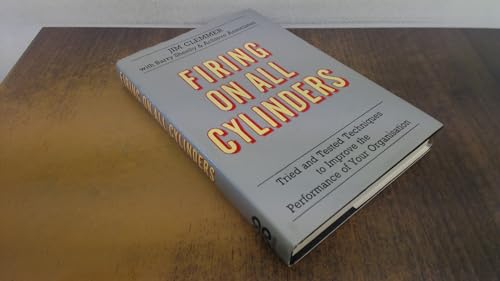 JIM CLEMMER
with Barry Sheehy & Achieve Associates
FIRING
ON ALL
CYLINDERS
Tried and Tested Techniques
to Improve the
Performance of Your Organisation
FIRING ON ALL CYLINDERS